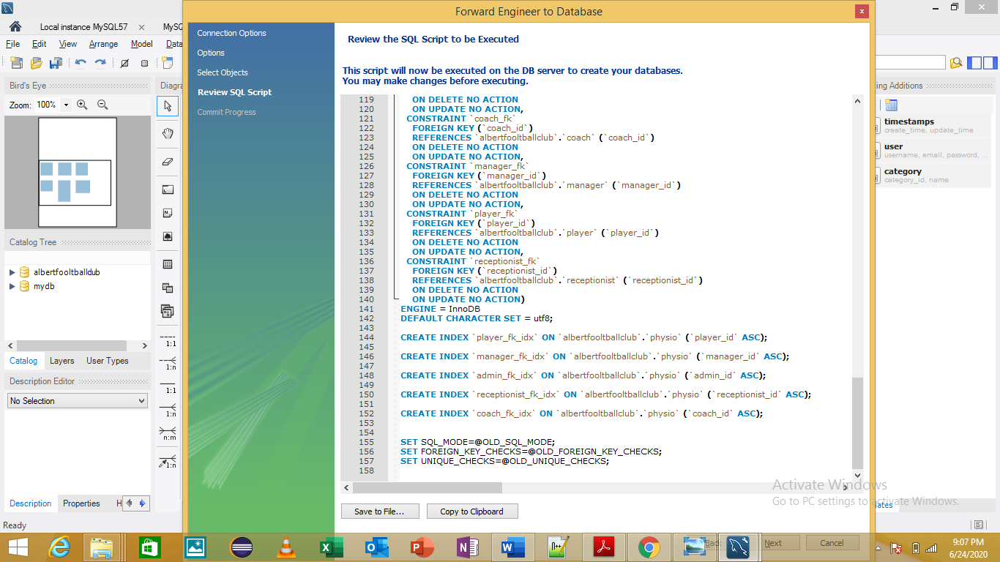 Forward Engineer to Database
x
Local instance MySQL57 ×
MySQ
File Edit View Arrange Model Data
Bird's Eye
Diagra
Zoom: 100%
Catalog Tree
albertfooltballclub
mydb
Catalog Layers User Types
Description Editor
No Selection
1:1
1:n
1:1
1:n
n:m
1:n
Description Properties H
Ready
Connection Options
Options
Select Objects
Review SQL Script
Commit Progress
Review the SQL Script to be Executed
This script will now be executed on the DB server to create your databases.
You may make changes before executing.
119 ON DELETE NO ACTION
120 ON UPDATE NO ACTION,
121 CONSTRAINT `coach_fk`
122 FOREIGN KEY (`coach_id`)
123 REFERENCES `albertfooltballclub`.`coach` (`coach_id`)
124 ON DELETE NO ACTION
125 ON UPDATE NO ACTION,
126 CONSTRAINT `manager_fk`
127 FOREIGN KEY (`manager_id`)
128 REFERENCES `albertfooltballclub`.`manager` (`manager_id`)
129 ON DELETE NO ACTION
130 ON UPDATE NO ACTION,
131 CONSTRAINT `player_fk`
132 FOREIGN KEY (`player_id`)
133 REFERENCES `albertfooltballclub`.`player` (`player_id`)
134 ON DELETE NO ACTION
135 ON UPDATE NO ACTION,
136 CONSTRAINT `receptionist_fk`
137 FOREIGN KEY (`receptionist_id`)
138 REFERENCES `albertfooltballclub`.`receptionist` (`receptionist_id`)
139 ON DELETE NO ACTION
140 ON UPDATE NO ACTION)
141 ENGINE = InnoDB
142 DEFAULT CHARACTER SET = utf8;
143
144 CREATE INDEX `player_fk_idx` ON `albertfooltballclub`.`physio` (`player_id` ASC);
145
146 CREATE INDEX `manager_fk_idx` ON `albertfooltballclub`.`physio` (`manager_id` ASC);
147
148 CREATE INDEX `admin_fk_idx` ON `albertfooltballclub`.`physio` (`admin_id` ASC);
149
150 CREATE INDEX `receptionist_fk_idx` ON `albertfooltballclub`.`physio` (`receptionist_id` ASC);
151
152 CREATE INDEX `coach_fk_idx` ON `albertfooltballclub`.`physio` (`coach_id` ASC);
153
154
155 SET SQL_MODE=@OLD_SQL_MODE;
156 SET FOREIGN_KEY_CHECKS=@OLD_FOREIGN_KEY_CHECKS;
157 SET UNIQUE_CHECKS=@OLD_UNIQUE_CHECKS;
158
Save to File... Copy to Clipboard
Back Next Cancel
ing Additions
timestamps
create_time, update_time
user
username, email, password, ...
category
category_id, name
lates
Activate Windows
Go to PC settings to activate Windows.
9:07 PM
6/24/2020